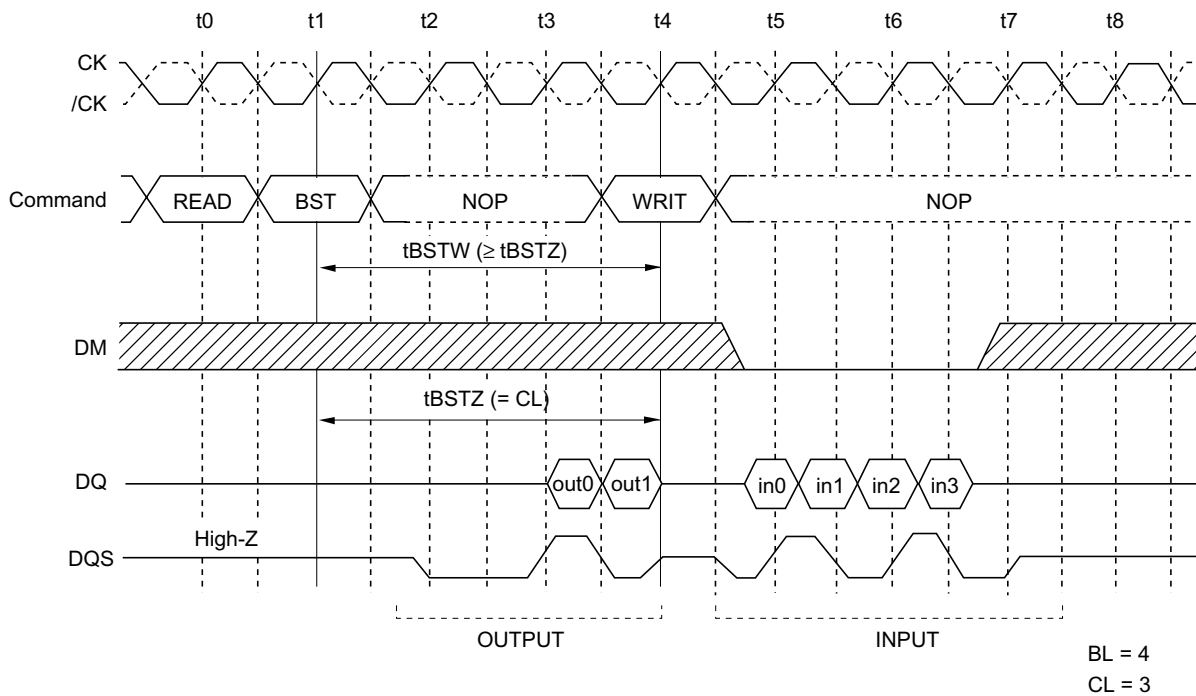 t0 t1 t2 t3 t4 t5 t6 t7 t8
CK
/CK
Command READ BST NOP WRIT NOP
tBSTW (≥ tBSTZ)
DM
tBSTZ (= CL)
DQ out0 out1 in0 in1 in2 in3
High-Z
DQS
OUTPUT INPUT
BL = 4
CL = 3